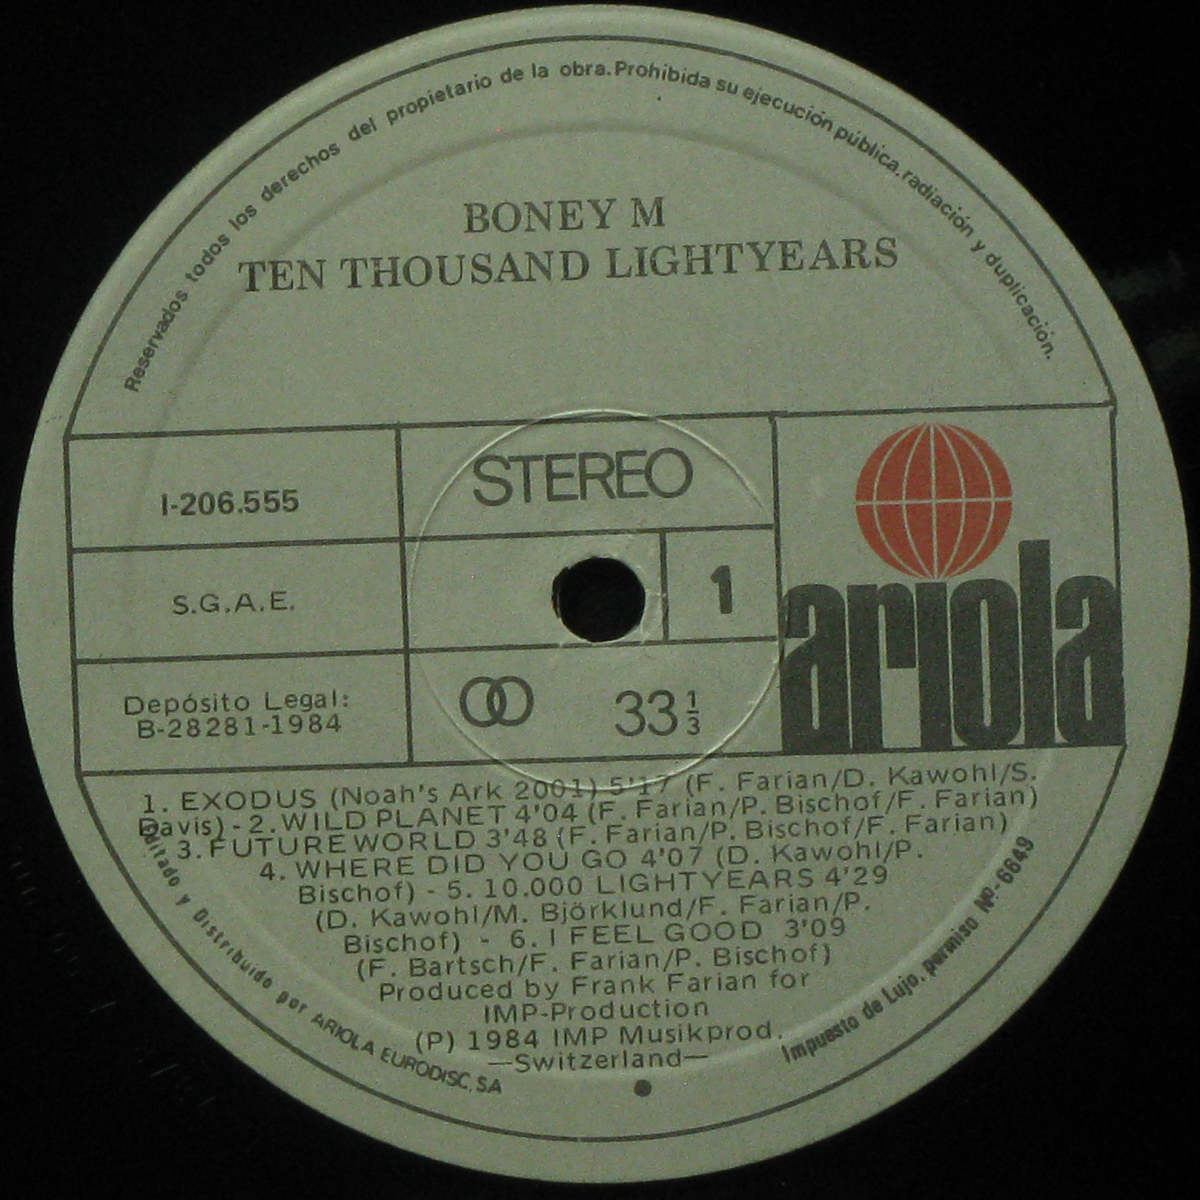 Reservados todos los derechos del propietario de la obra. Prohibida su ejecución pública, radiación y duplicación.
BONEY M
TEN THOUSAND LIGHTYEARS
I-206.555
STEREO
S.G.A.E.
1
Depósito Legal:
B-28281-1984
33 1/3
ariola
1. EXODUS (Noah's Ark 2001) 5'17 (F. Farian/D. Kawohl/S.
Davis) - 2. WILD PLANET 4'04 (F. Farian/P. Bischof/F. Farian)
3. FUTURE WORLD 3'48 (F. Farian/P. Bischof/F. Farian)
4. WHERE DID YOU GO 4'07 (D. Kawohl/P.
Bischof) - 5. 10.000 LIGHTYEARS 4'29
(D. Kawohl/M. Björklund/F. Farian/P.
Bischof) - 6. I FEEL GOOD 3'09
(F. Bartsch/F. Farian/P. Bischof)
Produced by Frank Farian for
IMP-Production
(P) 1984 IMP Musikprod.
—Switzerland—
Editado y Distribuido por ARIOLA EURODISC, SA
Impuesto de Lujo, permiso Nº- 6649